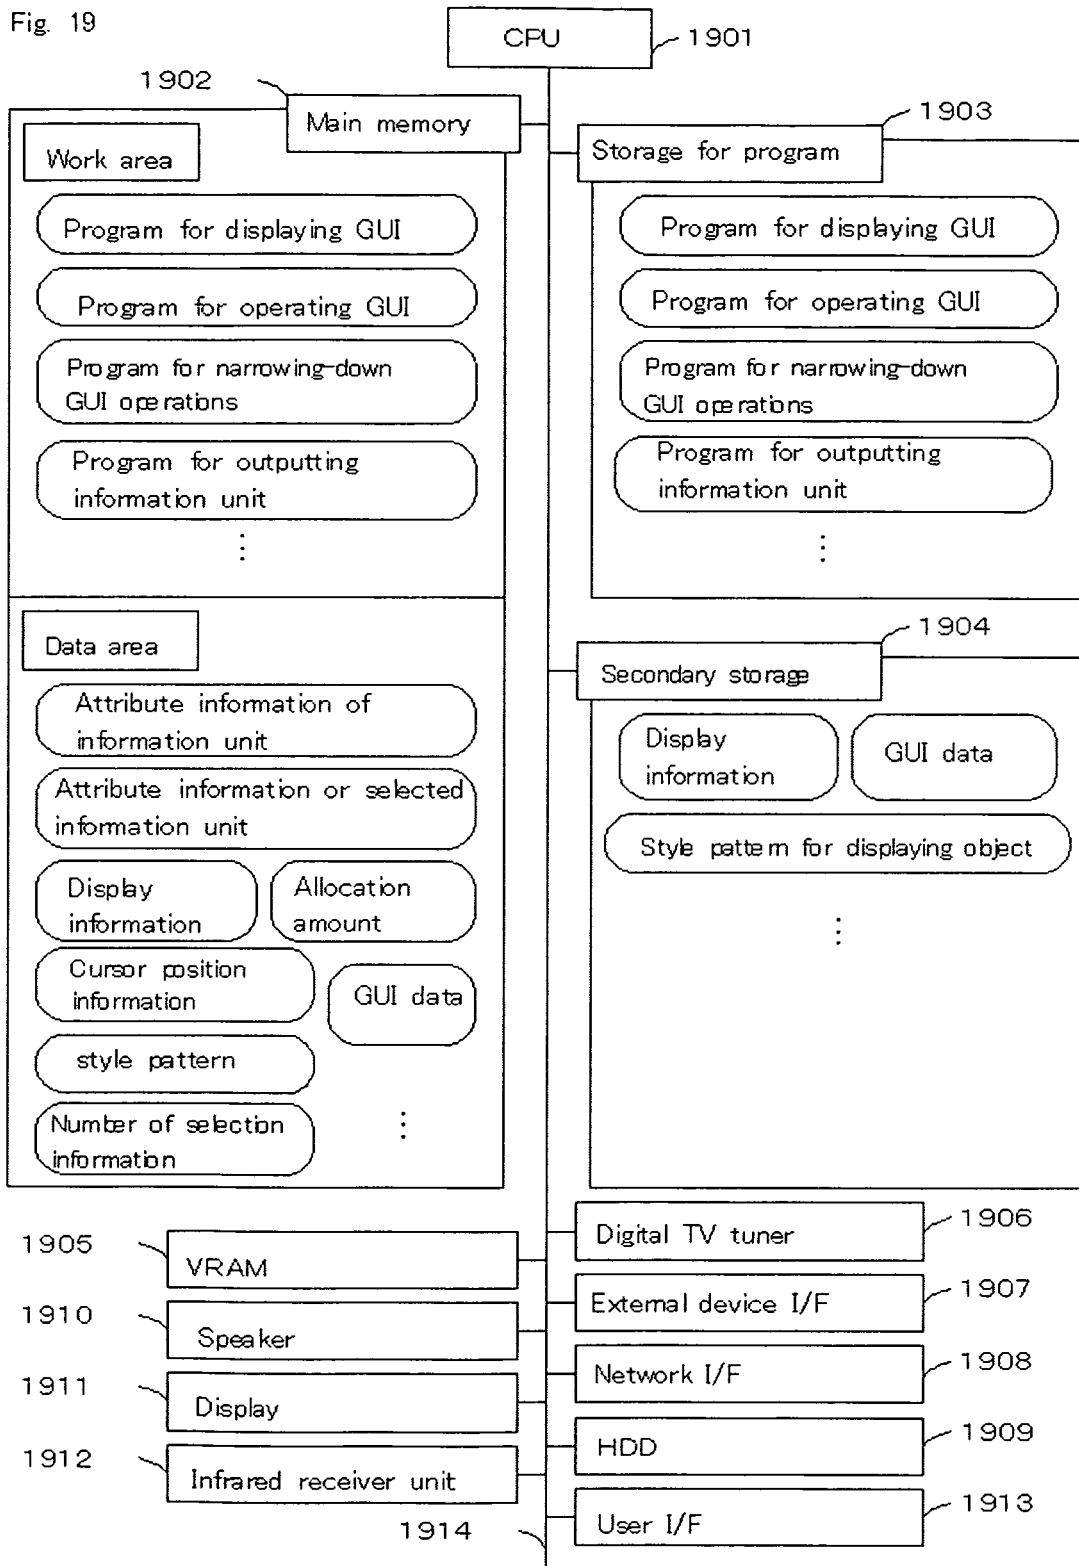 Fig. 19
CPU
1901
1902
Main memory
Work area
Program for displaying GUI
Program for operating GUI
Program for narrowing-down
GUI operations
Program for outputting
information unit
⋮
Data area
Attribute information of
information unit
Attribute information or selected
information unit
Display
information
Allocation
amount
Cursor position
information
GUI data
style pattern
Number of selection
information
⋮
1903
Storage for program
Program for displaying GUI
Program for operating GUI
Program for narrowing-down
GUI operations
Program for outputting
information unit
⋮
1904
Secondary storage
Display
information
GUI data
Style pattern for displaying object
⋮
1905
VRAM
1910
Speaker
1911
Display
1912
Infrared receiver unit
1914
Digital TV tuner
1906
External device I/F
1907
Network I/F
1908
HDD
1909
User I/F
1913